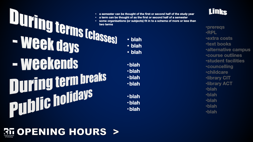 • a semester can be thought of the first or second half of the study year
• a term can be thought of as the first or second half of a semester
• some organisations (or subjects) fit in to a scheme of more or less than two terms
During terms (classes)
- Week days
- Weekends
During term breaks
Public holidays
• blah
• blah
• blah
•blah
•blah
•blah
•blah
•blah
•blah
Links
•prereqs
•RPL
•extra costs
•text books
•alternative campus
•course outlines
•student facilities
•counselling
•childcare
•library CIT
•library ACT
•blah
•blah
•blah
•blah
•blah
OPENING HOURS >